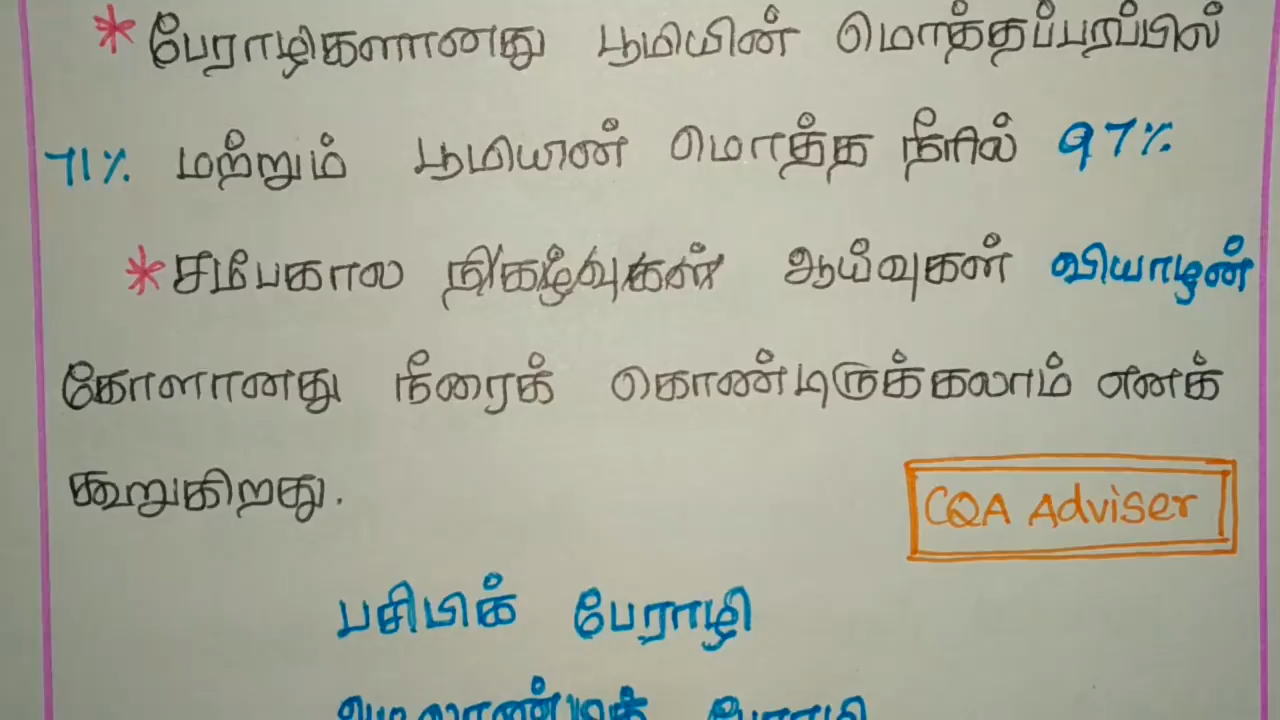 * பேராழிகளானது பூமியின் மொத்தப்பரப்பில்
71% மற்றும் பூமியின் மொத்த நீரில் 97%
* சமீபகால நிகழ்வுகள் ஆய்வுகள் வியாழன்
கோளானது நீரைக் கொண்டிருக்கலாம் எனக்
கூறுகிறது.
CQA Adviser
பசிபிக் பேராழி
அட்லாண்டிக் பேராழி